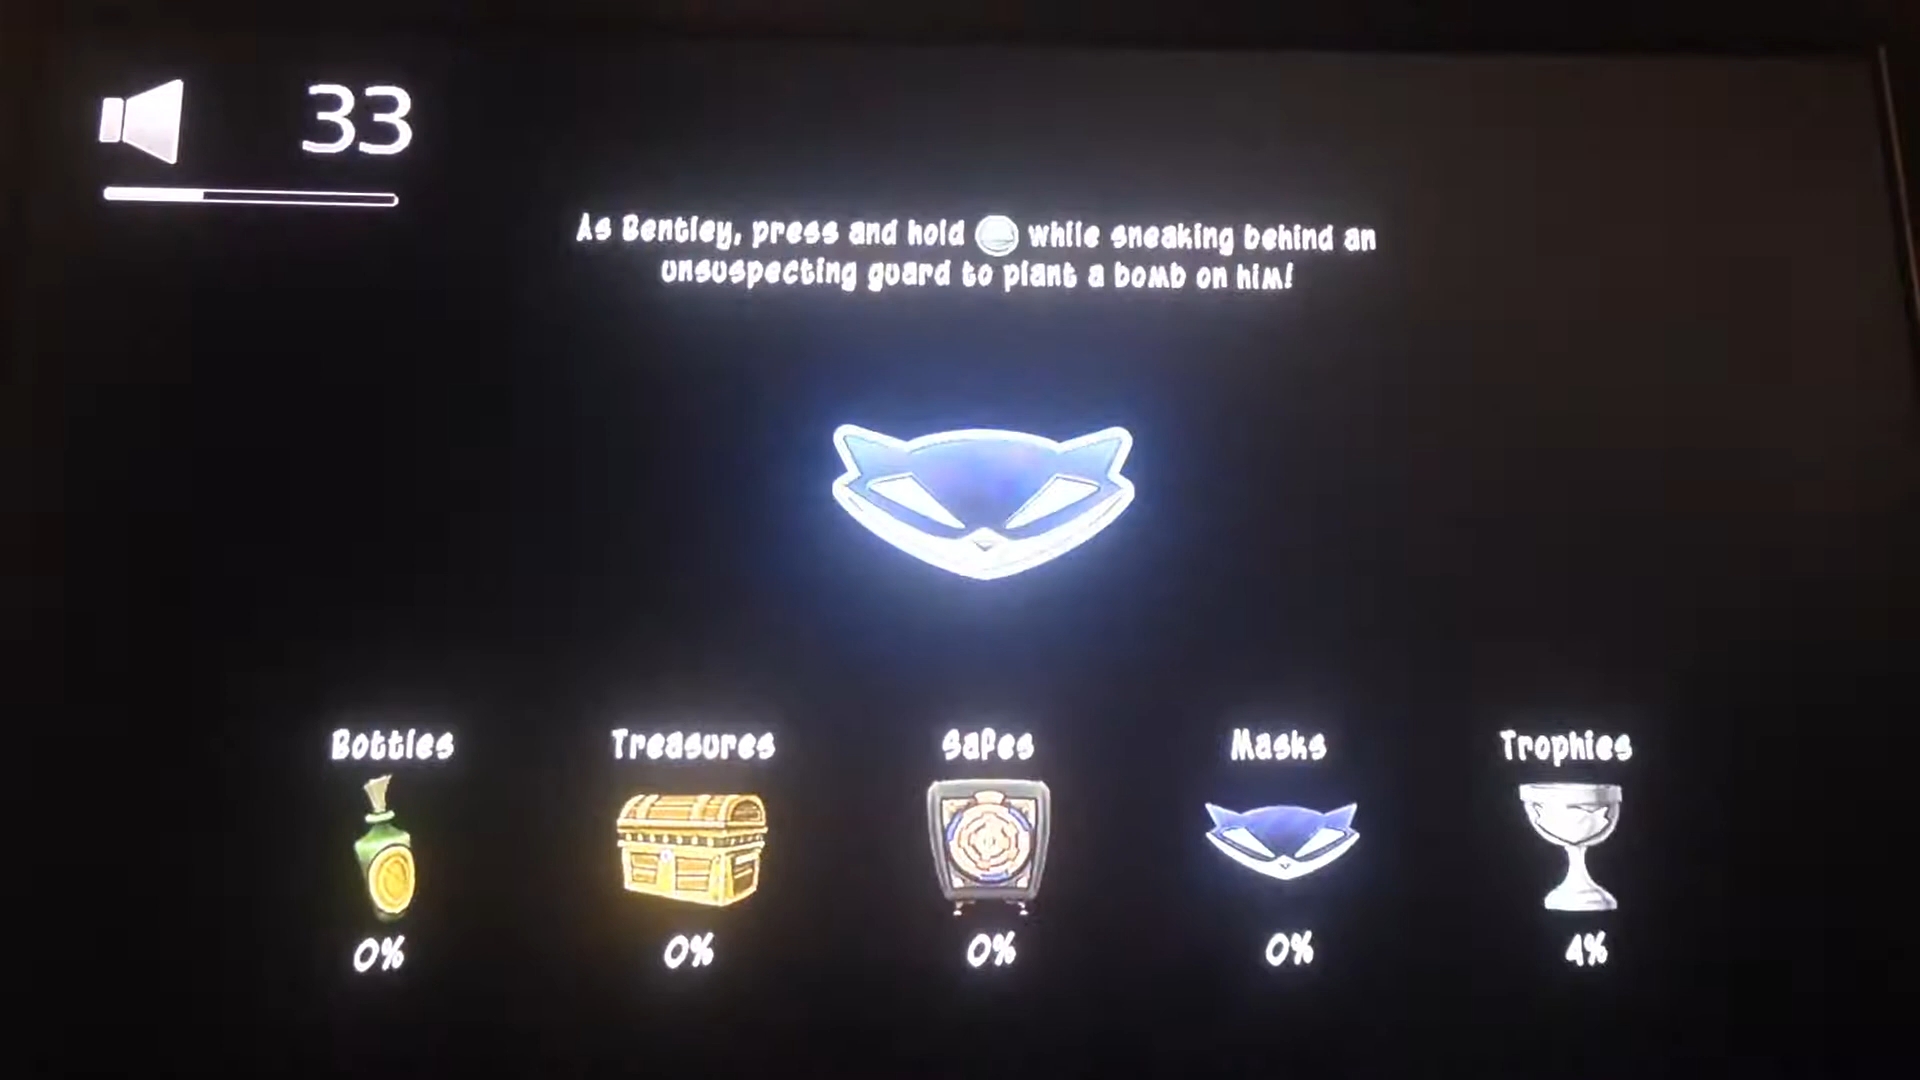 33
As Bentley, press and hold while sneaking behind an
unsuspecting guard to plant a bomb on him!
Bottles
Treasures
Safes
Masks
Trophies
0%
0%
0%
0%
4%